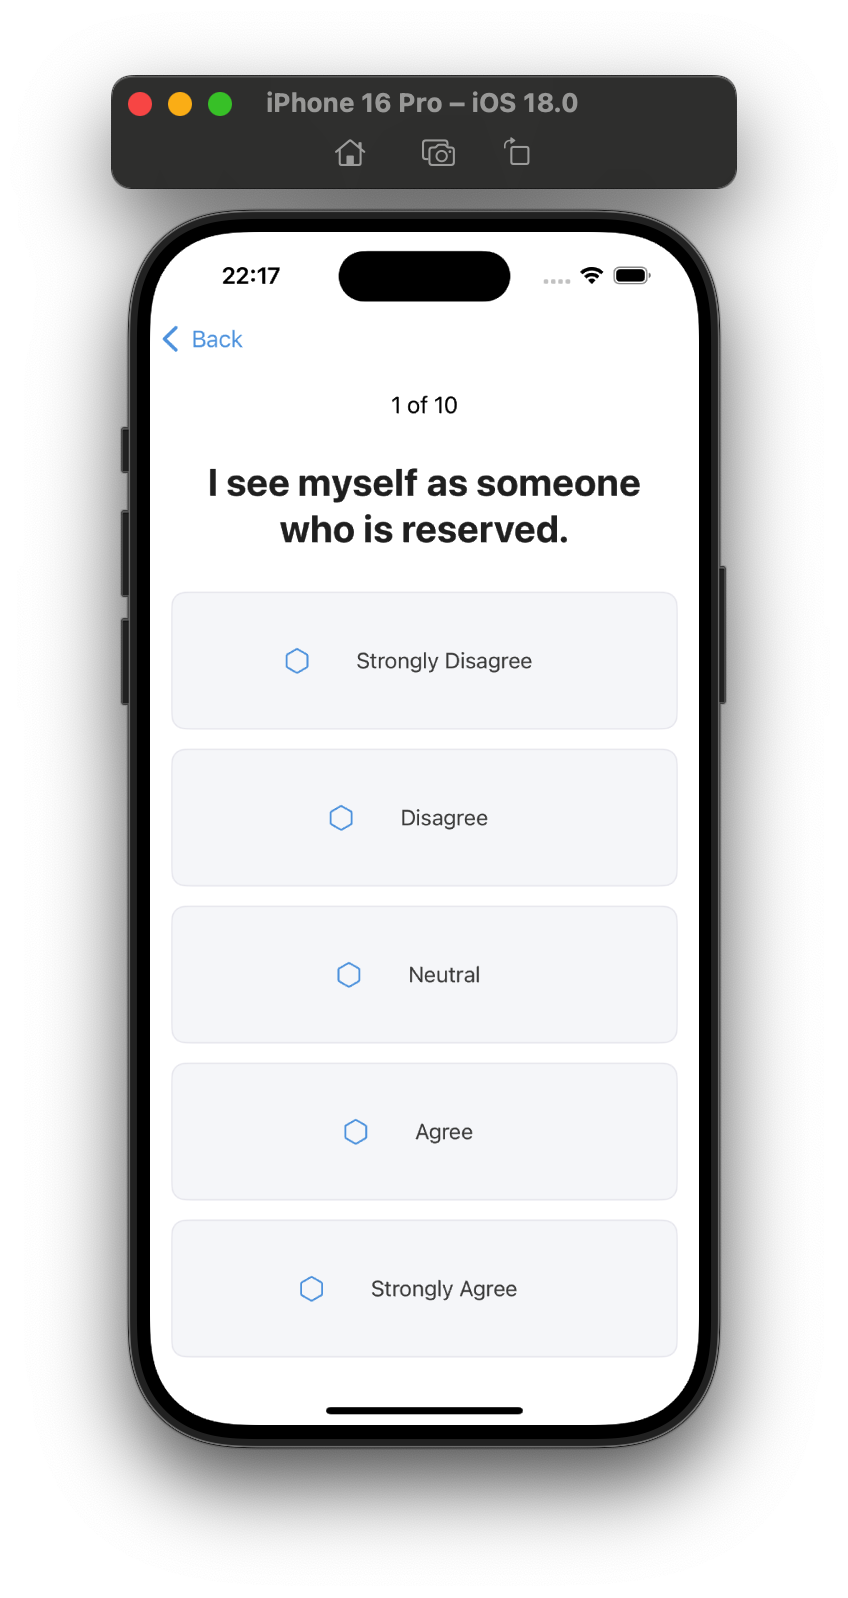 iPhone 16 Pro – iOS 18.0
22:17
Back
1 of 10
I see myself as someone
who is reserved.
Strongly Disagree
Disagree
Neutral
Agree
Strongly Agree